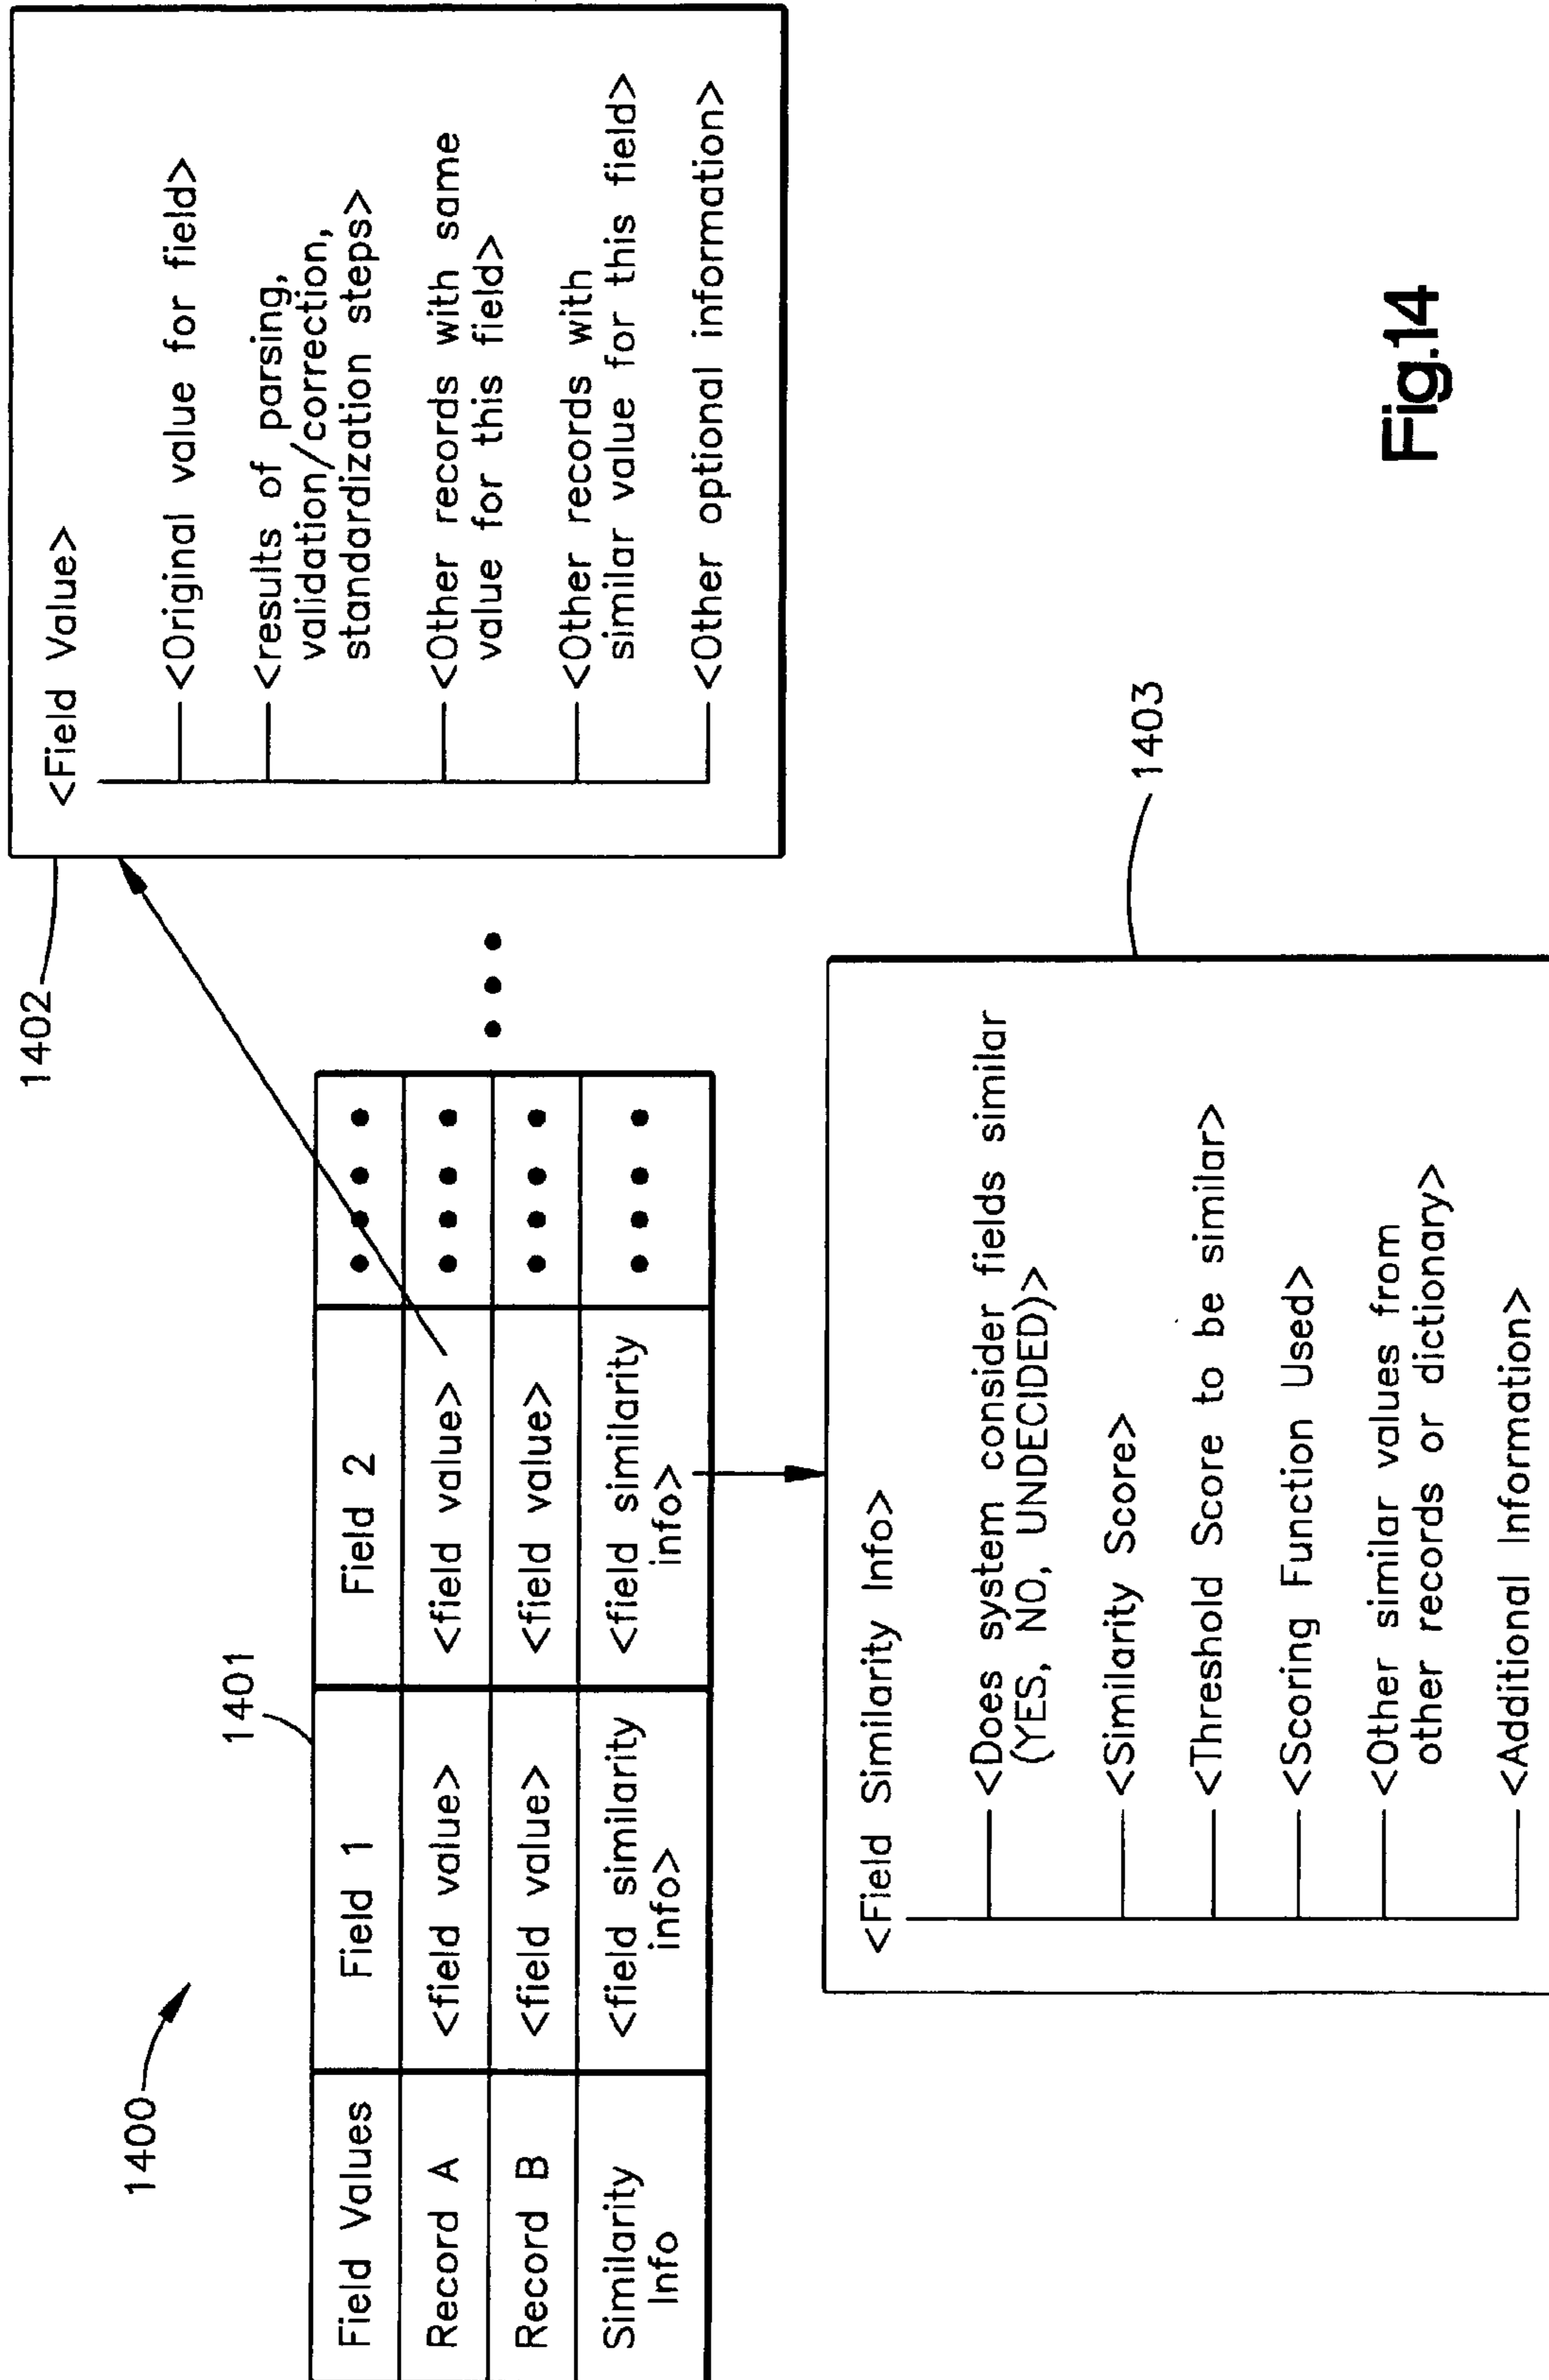 1400
1401
Field Values
Field 1
Field 2
Record A
<field value>
<field value>
Record B
<field value>
<field value>
Similarity
Info
<field similarity
info>
<field similarity
info>
1402
<Field Value>
<Original value for field>
<results of parsing,
validation/correction,
standardization steps>
<Other records with same
value for this field>
<Other records with
similar value for this field>
<Other optional information>
1403
<Field Similarity Info>
<Does system consider fields similar
(YES, NO, UNDECIDED)>
<Similarity Score>
<Threshold Score to be similar>
<Scoring Function Used>
<Other similar values from
other records or dictionary>
<Additional Information>
Fig.14